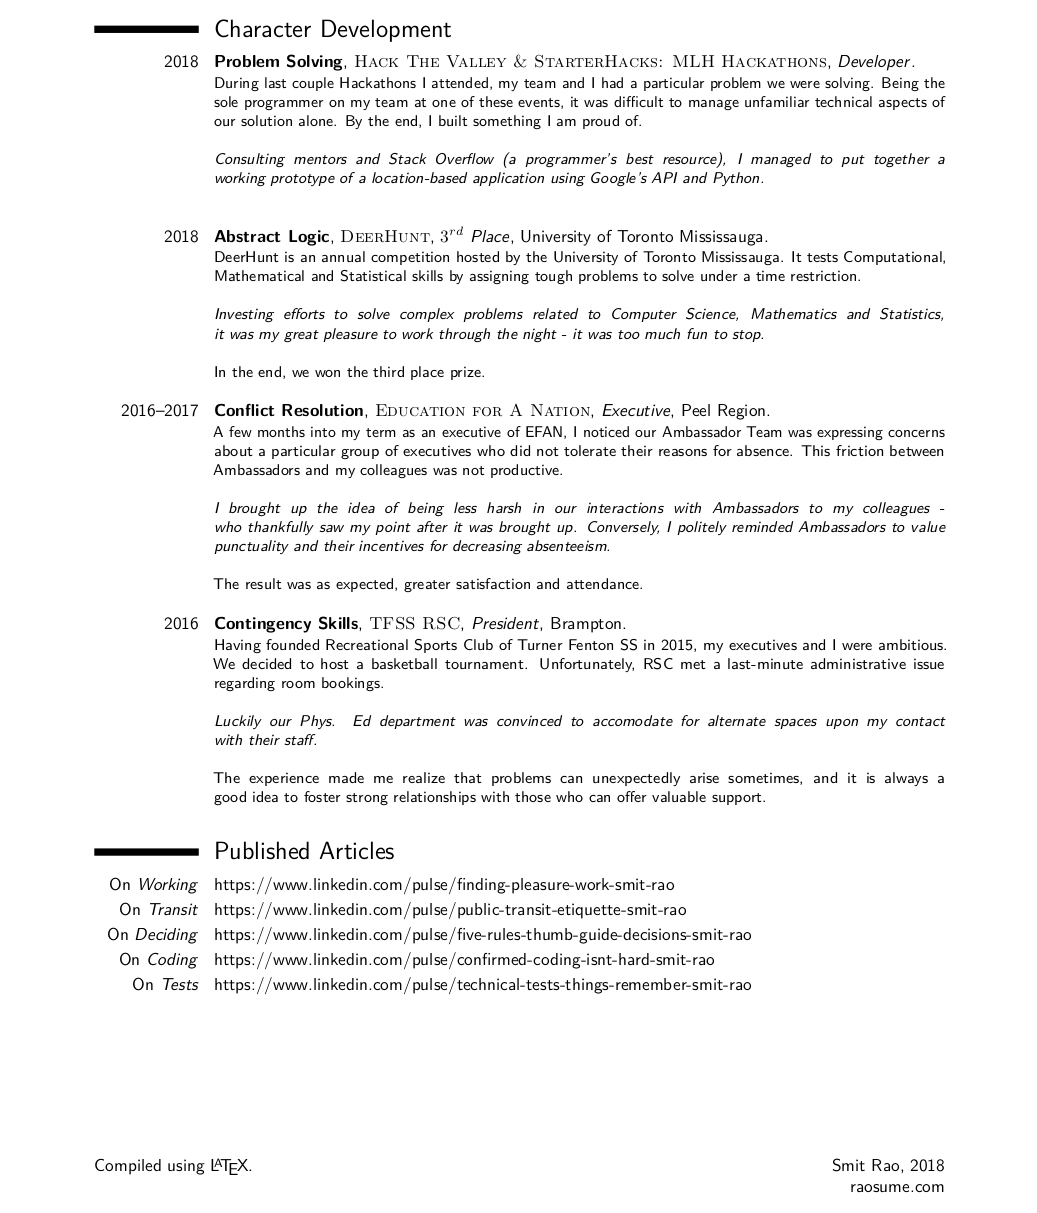 Character Development
2018 Problem Solving, Hack The Valley & StarterHacks: MLH Hackathons, Developer.
During last couple Hackathons I attended, my team and I had a particular problem we were solving. Being the
sole programmer on my team at one of these events, it was difficult to manage unfamiliar technical aspects of
our solution alone. By the end, I built something I am proud of.
Consulting mentors and Stack Overflow (a programmer's best resource), I managed to put together a
working prototype of a location-based application using Google's API and Python.
2018 Abstract Logic, DeerHunt, 3rd Place, University of Toronto Mississauga.
DeerHunt is an annual competition hosted by the University of Toronto Mississauga. It tests Computational,
Mathematical and Statistical skills by assigning tough problems to solve under a time restriction.
Investing efforts to solve complex problems related to Computer Science, Mathematics and Statistics,
it was my great pleasure to work through the night - it was too much fun to stop.
In the end, we won the third place prize.
2016–2017 Conflict Resolution, Education for A Nation, Executive, Peel Region.
A few months into my term as an executive of EFAN, I noticed our Ambassador Team was expressing concerns
about a particular group of executives who did not tolerate their reasons for absence. This friction between
Ambassadors and my colleagues was not productive.
I brought up the idea of being less harsh in our interactions with Ambassadors to my colleagues -
who thankfully saw my point after it was brought up. Conversely, I politely reminded Ambassadors to value
punctuality and their incentives for decreasing absenteeism.
The result was as expected, greater satisfaction and attendance.
2016 Contingency Skills, TFSS RSC, President, Brampton.
Having founded Recreational Sports Club of Turner Fenton SS in 2015, my executives and I were ambitious.
We decided to host a basketball tournament. Unfortunately, RSC met a last-minute administrative issue
regarding room bookings.
Luckily our Phys. Ed department was convinced to accomodate for alternate spaces upon my contact
with their staff.
The experience made me realize that problems can unexpectedly arise sometimes, and it is always a
good idea to foster strong relationships with those who can offer valuable support.
Published Articles
On Working https://www.linkedin.com/pulse/finding-pleasure-work-smit-rao
On Transit https://www.linkedin.com/pulse/public-transit-etiquette-smit-rao
On Deciding https://www.linkedin.com/pulse/five-rules-thumb-guide-decisions-smit-rao
On Coding https://www.linkedin.com/pulse/confirmed-coding-isnt-hard-smit-rao
On Tests https://www.linkedin.com/pulse/technical-tests-things-remember-smit-rao
Compiled using LATEX. Smit Rao, 2018
raosume.com